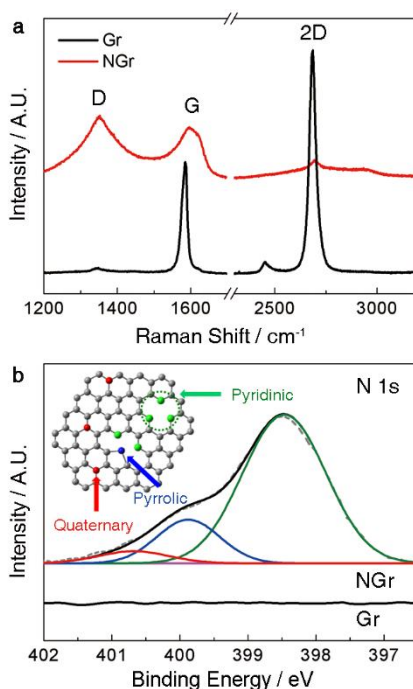 a
Gr
NGr
D
G
2D
Intensity / A.U.
1200 1400 1600 2500 3000
Raman Shift / cm⁻¹
b
N 1s
Pyridinic
Pyrrolic
Quaternary
Intensity / A.U.
NGr
Gr
402 401 400 399 398 397
Binding Energy / eV